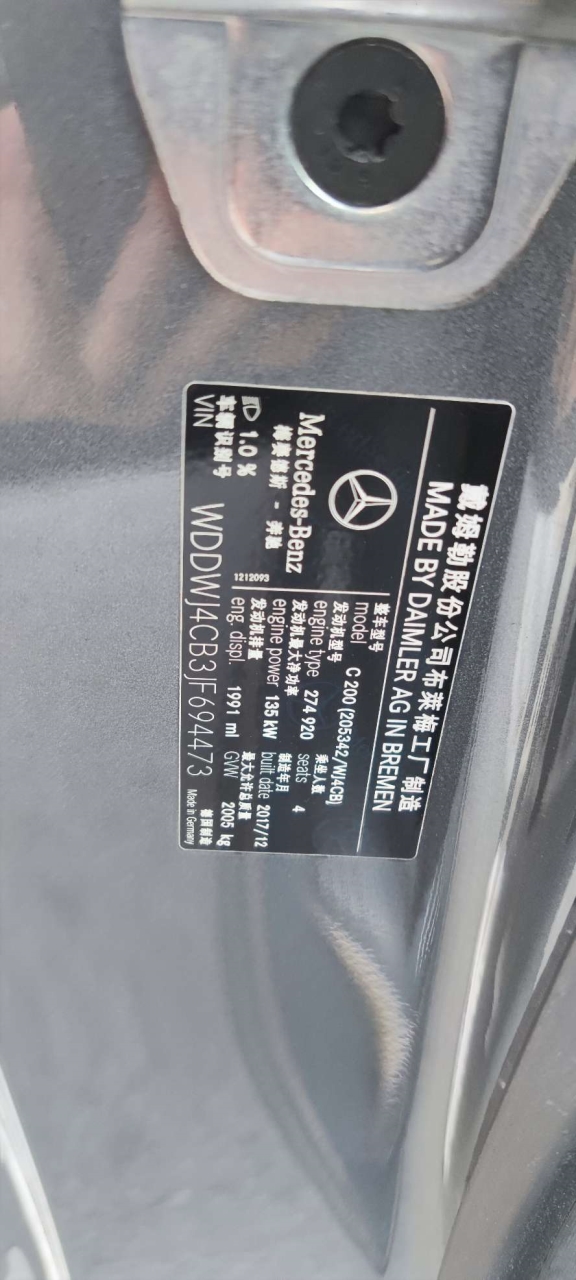 戴姆勒股份公司布莱梅工厂制造
MADE BY DAIMLER AG IN BREMEN
Mercedes-Benz
梅赛德斯 - 奔驰
1.0 %
1212093
整车型号
model C 200 (205342/WJ4CB)
发动机型号 乘坐人数
engine type 274 920 seats 4
发动机最大净功率 制造年月
engine power 135 kW built date 2017/12
发动机排量 最大允许总质量
eng. displ. 1991 ml GVW 2005 kg
车辆识别号 德国制造
VIN WDDWJ4CB3JF694473 Made in Germany